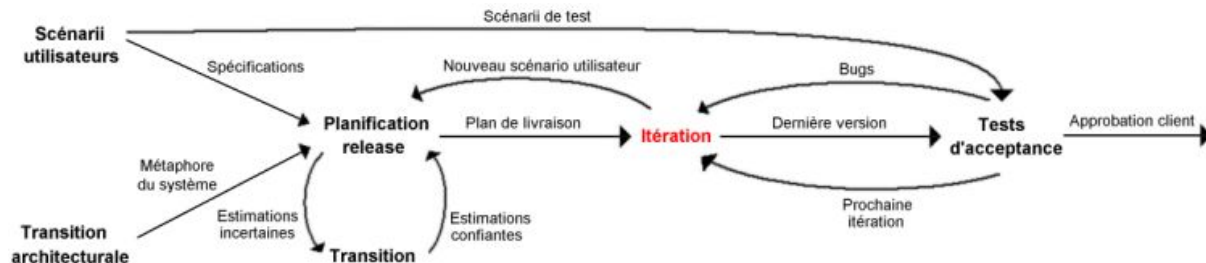 Scénarii de test
Scénarii
utilisateurs
Spécifications
Nouveau scénario utilisateur
Bugs
Planification
release
Plan de livraison
Itération
Dernière version
Tests
d'acceptance
Approbation client
Métaphore
du système
Estimations
incertaines
Estimations
confiantes
Prochaine
itération
Transition
architecturale
Transition